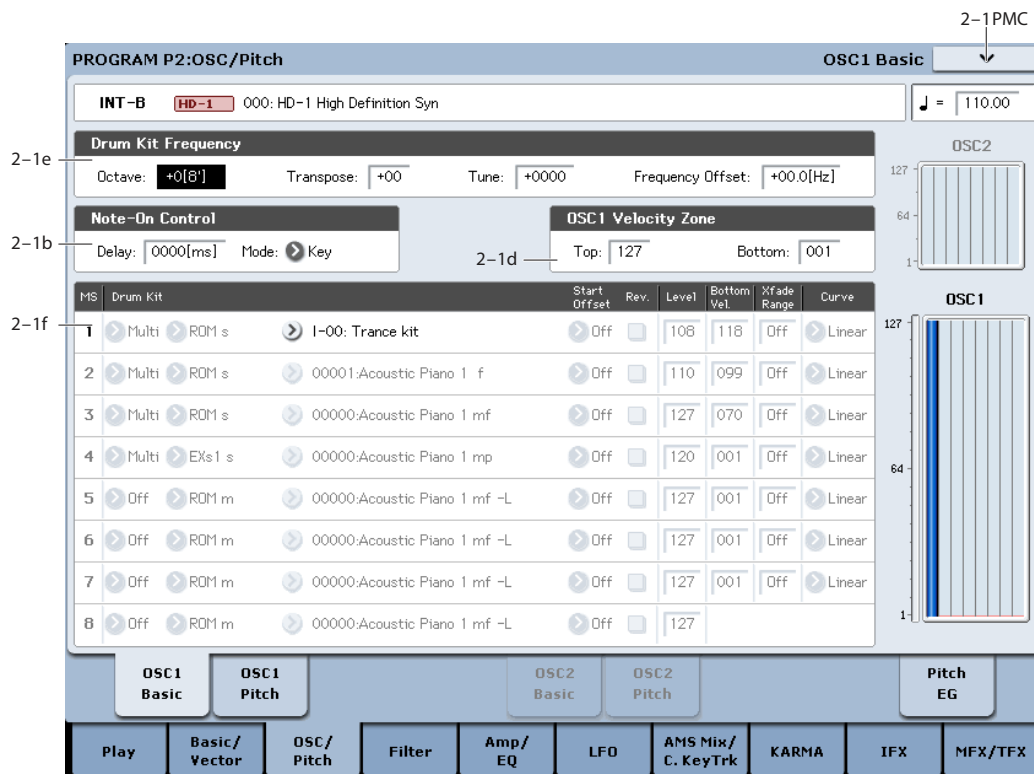 2–1PMC
PROGRAM P2:OSC/Pitch OSC1 Basic
INT-B HD-1 000: HD-1 High Definition Syn ♩ = 110.00
2–1e
Drum Kit Frequency
Octave: +0[8'] Transpose: +00 Tune: +0000 Frequency Offset: +00.0[Hz]
OSC2
127
64
1
2–1b
Note-On Control
Delay: 0000[ms] Mode: Key
2–1d
OSC1 Velocity Zone
Top: 127 Bottom: 001
2–1f
MS Drum Kit Start Offset Rev. Level Bottom Vel. Xfade Range Curve
1 Multi ROM s I-00: Trance kit Off 108 118 Off Linear
2 Multi ROM s 00001:Acoustic Piano 1 f Off 110 099 Off Linear
3 Multi ROM s 00000:Acoustic Piano 1 mf Off 127 070 Off Linear
4 Multi EXs1 s 00000:Acoustic Piano 1 mp Off 120 001 Off Linear
5 Off ROM m 00000:Acoustic Piano 1 mf -L Off 127 001 Off Linear
6 Off ROM m 00000:Acoustic Piano 1 mf -L Off 127 001 Off Linear
7 Off ROM m 00000:Acoustic Piano 1 mf -L Off 127 001 Off Linear
8 Off ROM m 00000:Acoustic Piano 1 mf -L Off 127
OSC1
127
64
1
OSC1 Basic OSC1 Pitch OSC2 Basic OSC2 Pitch Pitch EG
Play Basic/Vector OSC/Pitch Filter Amp/EQ LFO AMS Mix/C. KeyTrk KARMA IFX MFX/TFX